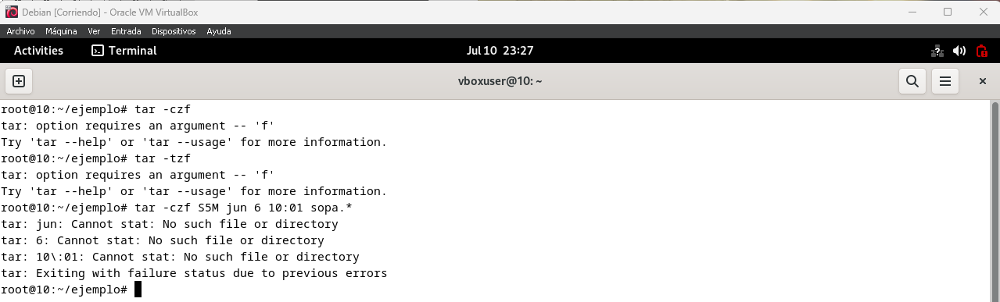 Debian [Corriendo] - Oracle VM VirtualBox
Archivo Máquina Ver Entrada Dispositivos Ayuda
Activities Terminal Jul 10 23:27
vboxuser@10: ~
root@10:~/ejemplo# tar -czf
tar: option requires an argument -- 'f'
Try 'tar --help' or 'tar --usage' for more information.
root@10:~/ejemplo# tar -tzf
tar: option requires an argument -- 'f'
Try 'tar --help' or 'tar --usage' for more information.
root@10:~/ejemplo# tar -czf S5M jun 6 10:01 sopa.*
tar: jun: Cannot stat: No such file or directory
tar: 6: Cannot stat: No such file or directory
tar: 10\:01: Cannot stat: No such file or directory
tar: Exiting with failure status due to previous errors
root@10:~/ejemplo#